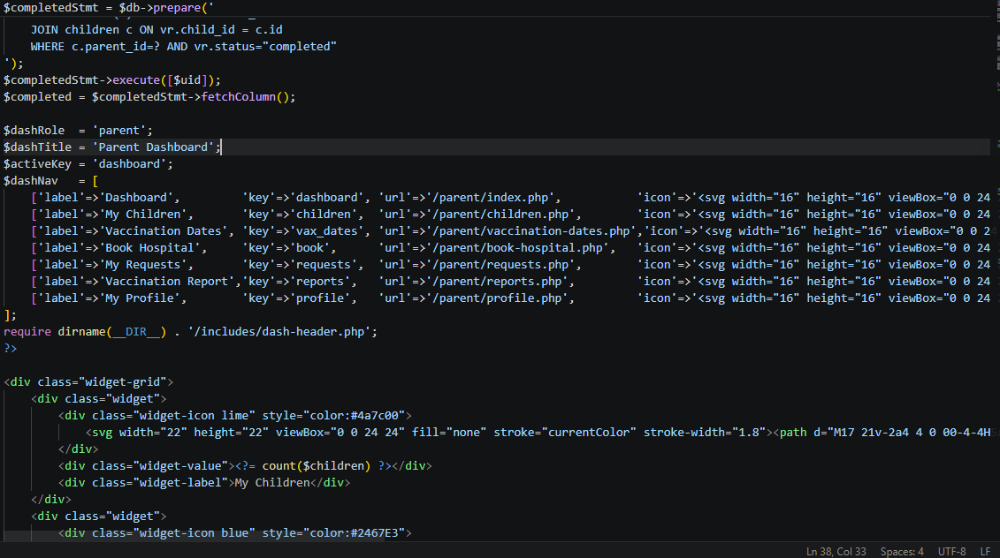 $completedStmt = $db->prepare('
    JOIN children c ON vr.child_id = c.id
    WHERE c.parent_id=? AND vr.status="completed"
');
$completedStmt->execute([$uid]);
$completed = $completedStmt->fetchColumn();

$dashRole  = 'parent';
$dashTitle = 'Parent Dashboard';
$activeKey = 'dashboard';
$dashNav   = [
    ['label'=>'Dashboard',         'key'=>'dashboard', 'url'=>'/parent/index.php',           'icon'=>'<svg width="16" height="16" viewBox="0 0 24
    ['label'=>'My Children',       'key'=>'children',  'url'=>'/parent/children.php',        'icon'=>'<svg width="16" height="16" viewBox="0 0 24
    ['label'=>'Vaccination Dates', 'key'=>'vax_dates', 'url'=>'/parent/vaccination-dates.php','icon'=>'<svg width="16" height="16" viewBox="0 0 2
    ['label'=>'Book Hospital',     'key'=>'book',      'url'=>'/parent/book-hospital.php',   'icon'=>'<svg width="16" height="16" viewBox="0 0 24
    ['label'=>'My Requests',       'key'=>'requests',  'url'=>'/parent/requests.php',        'icon'=>'<svg width="16" height="16" viewBox="0 0 24
    ['label'=>'Vaccination Report','key'=>'reports',   'url'=>'/parent/reports.php',         'icon'=>'<svg width="16" height="16" viewBox="0 0 24
    ['label'=>'My Profile',        'key'=>'profile',   'url'=>'/parent/profile.php',         'icon'=>'<svg width="16" height="16" viewBox="0 0 24
];
require dirname(__DIR__) . '/includes/dash-header.php';
?>

<div class="widget-grid">
    <div class="widget">
        <div class="widget-icon lime" style="color:#4a7c00">
            <svg width="22" height="22" viewBox="0 0 24 24" fill="none" stroke="currentColor" stroke-width="1.8"><path d="M17 21v-2a4 4 0 00-4-4H
        </div>
        <div class="widget-value"><?= count($children) ?></div>
        <div class="widget-label">My Children</div>
    </div>
    <div class="widget">
        <div class="widget-icon blue" style="color:#2467E3">
Ln 38, Col 33    Spaces: 4    UTF-8    LF